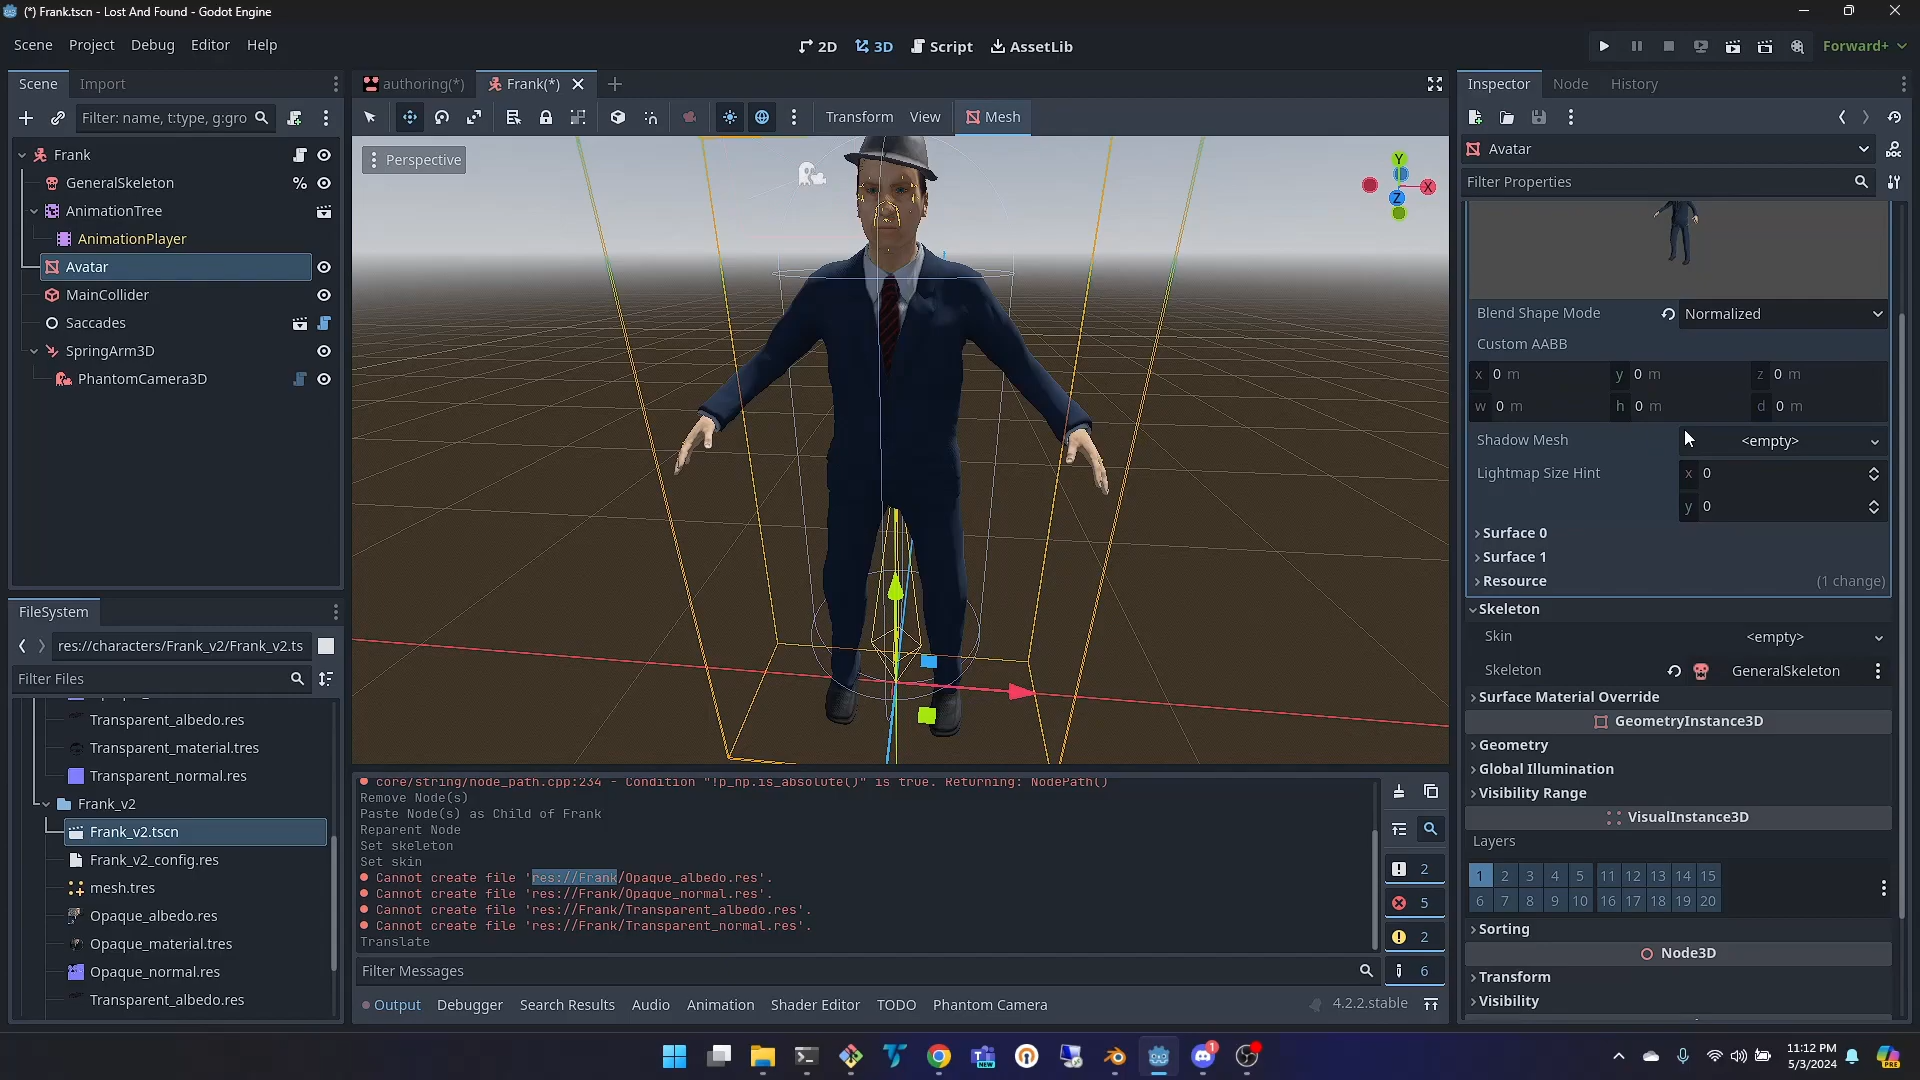 (*) Frank.tscn - Lost And Found - Godot Engine
Scene Project Debug Editor Help
2D 3D Script AssetLib
Forward+
Scene Import
authoring(*) Frank(*)
Inspector Node History
Filter: name, t:type, g:gro
Transform View Mesh
Frank
GeneralSkeleton %
AnimationTree
AnimationPlayer
Avatar
MainCollider
Saccades
SpringArm3D
PhantomCamera3D
Perspective
Y
X
Z
Avatar
DOC
Filter Properties
Blend Shape Mode Normalized
Custom AABB
x 0 m y 0 m z 0 m
w 0 m h 0 m d 0 m
Shadow Mesh <empty>
Lightmap Size Hint x 0
y 0
Surface 0
Surface 1
Resource (1 change)
Skeleton
Skin <empty>
Skeleton GeneralSkeleton
Surface Material Override
GeometryInstance3D
Geometry
Global Illumination
Visibility Range
VisualInstance3D
Layers
1 2 3 4 5 11 12 13 14 15
6 7 8 9 10 16 17 18 19 20
Sorting
Node3D
Transform
Visibility
FileSystem
res://characters/Frank_v2/Frank_v2.ts
Filter Files
Transparent_albedo.res
Transparent_material.tres
Transparent_normal.res
Frank_v2
Frank_v2.tscn
Frank_v2_config.res
mesh.tres
Opaque_albedo.res
Opaque_material.tres
Opaque_normal.res
Transparent_albedo.res
core/string/node_path.cpp:234 - Condition "!p_np.is_absolute()" is true. Returning: NodePath()
Remove Node(s)
Paste Node(s) as Child of Frank
Reparent Node
Set skeleton
Set skin
Cannot create file 'res://Frank/Opaque_albedo.res'.
Cannot create file 'res://Frank/Opaque_normal.res'.
Cannot create file 'res://Frank/Transparent_albedo.res'.
Cannot create file 'res://Frank/Transparent_normal.res'.
Translate
2
5
2
6
Filter Messages
Output Debugger Search Results Audio Animation Shader Editor TODO Phantom Camera
4.2.2.stable
NEW
1
11:12 PM
5/3/2024
PRE